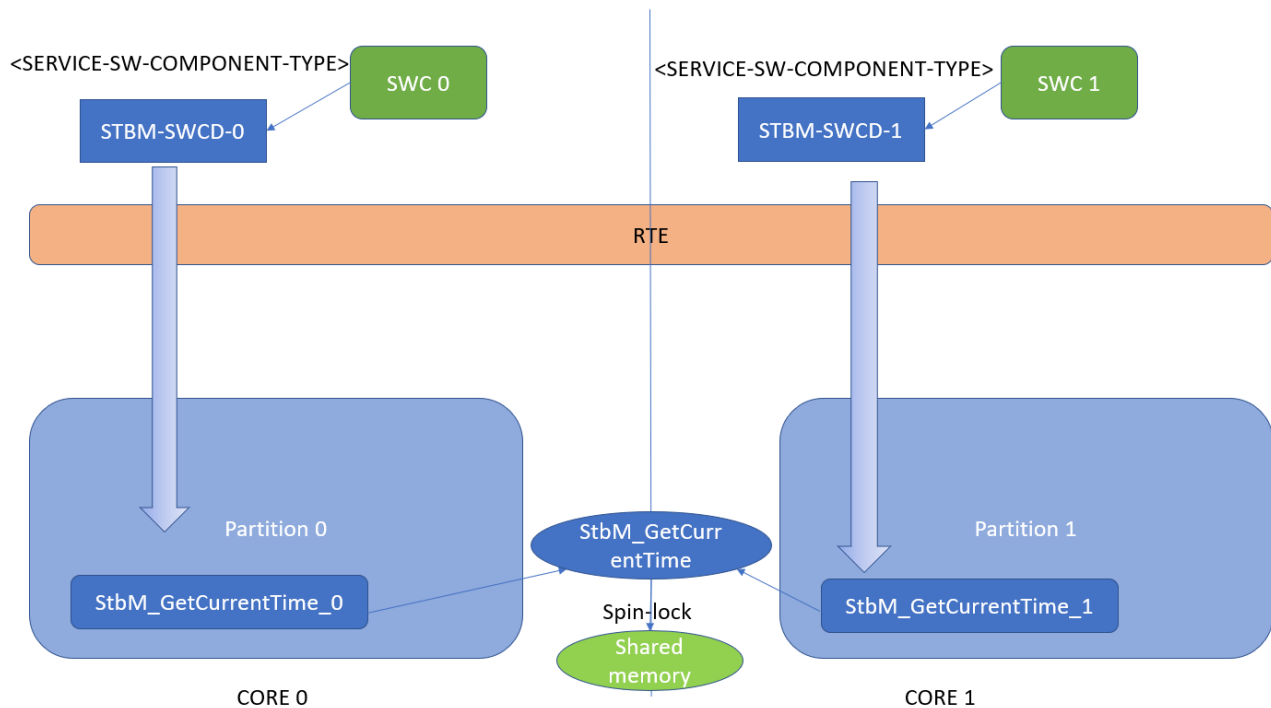 <SERVICE-SW-COMPONENT-TYPE>
SWC 0
<SERVICE-SW-COMPONENT-TYPE>
SWC 1
STBM-SWCD-0
STBM-SWCD-1
RTE
Partition 0
StbM_GetCurr
entTime
Partition 1
StbM_GetCurrentTime_0
StbM_GetCurrentTime_1
Spin-lock
Shared
memory
CORE 0
CORE 1